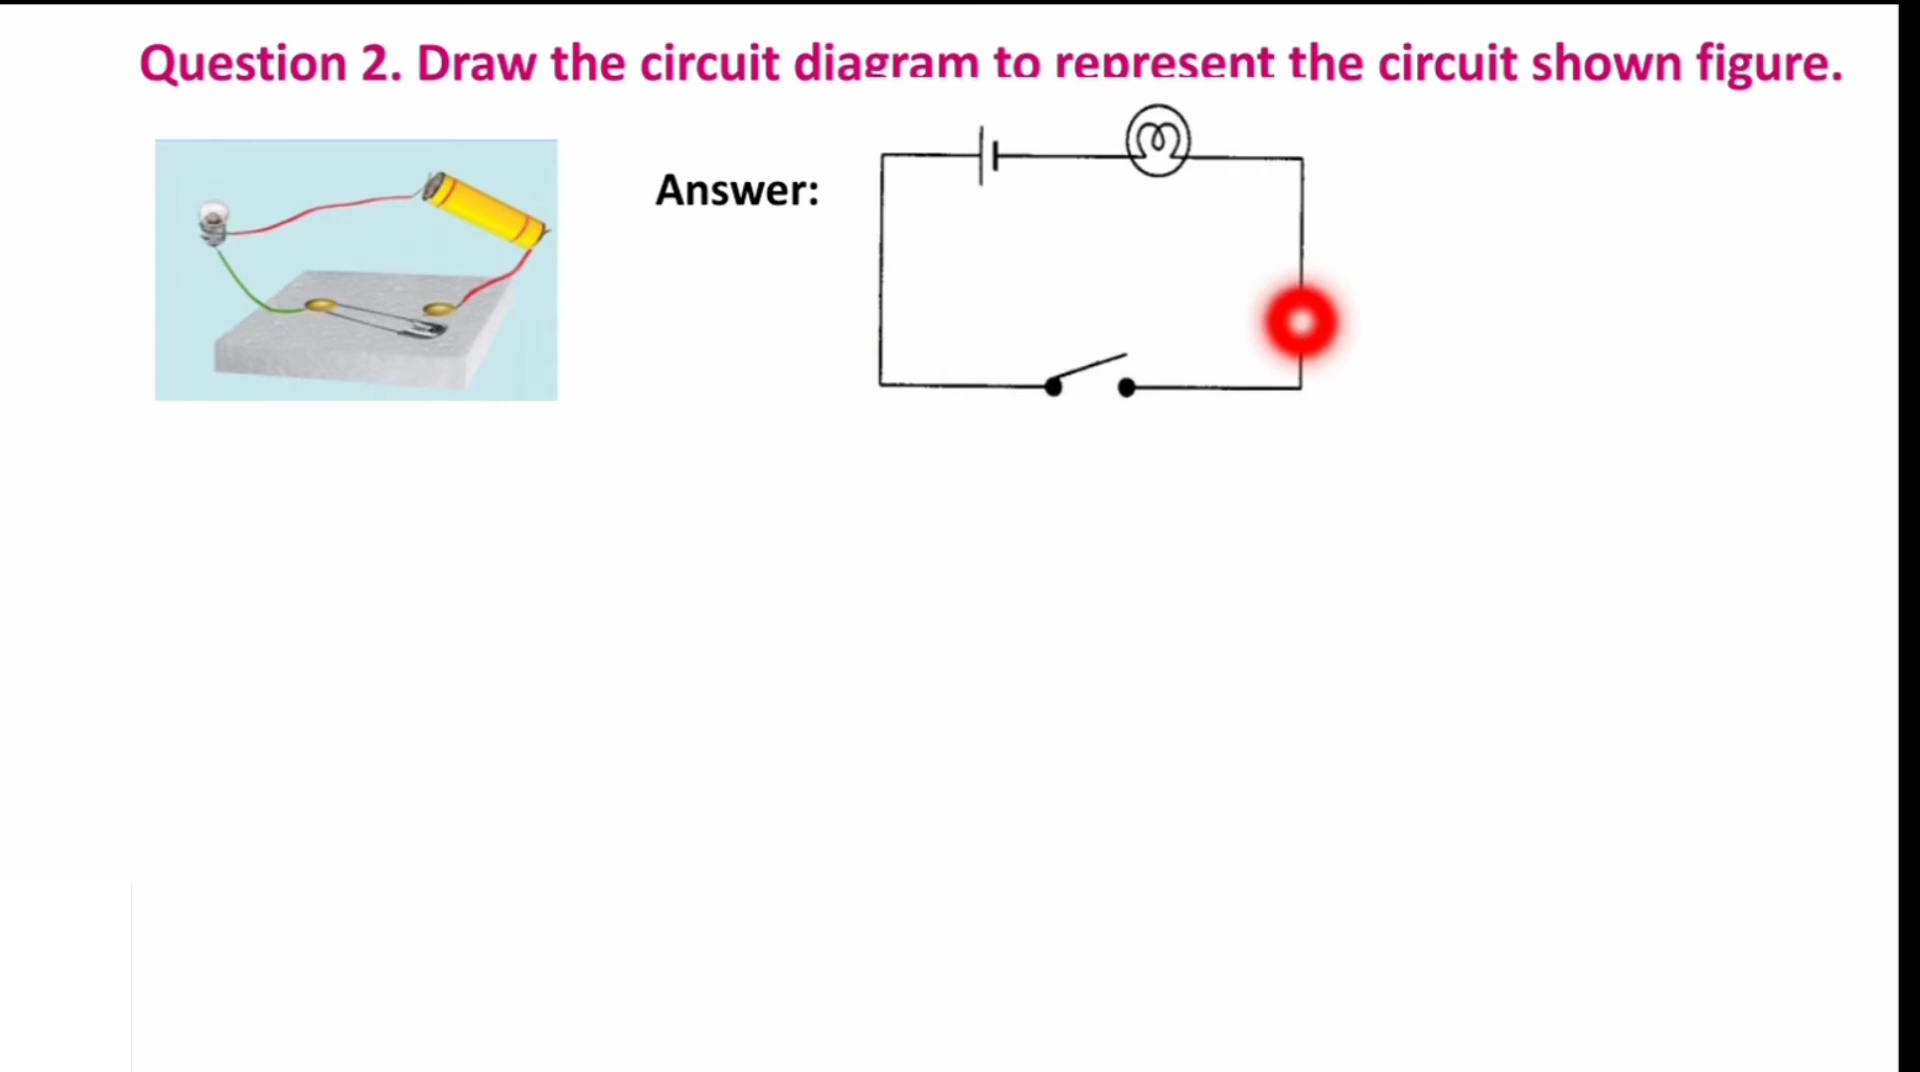 Question 2. Draw the circuit diagram to represent the circuit shown figure.
Answer: